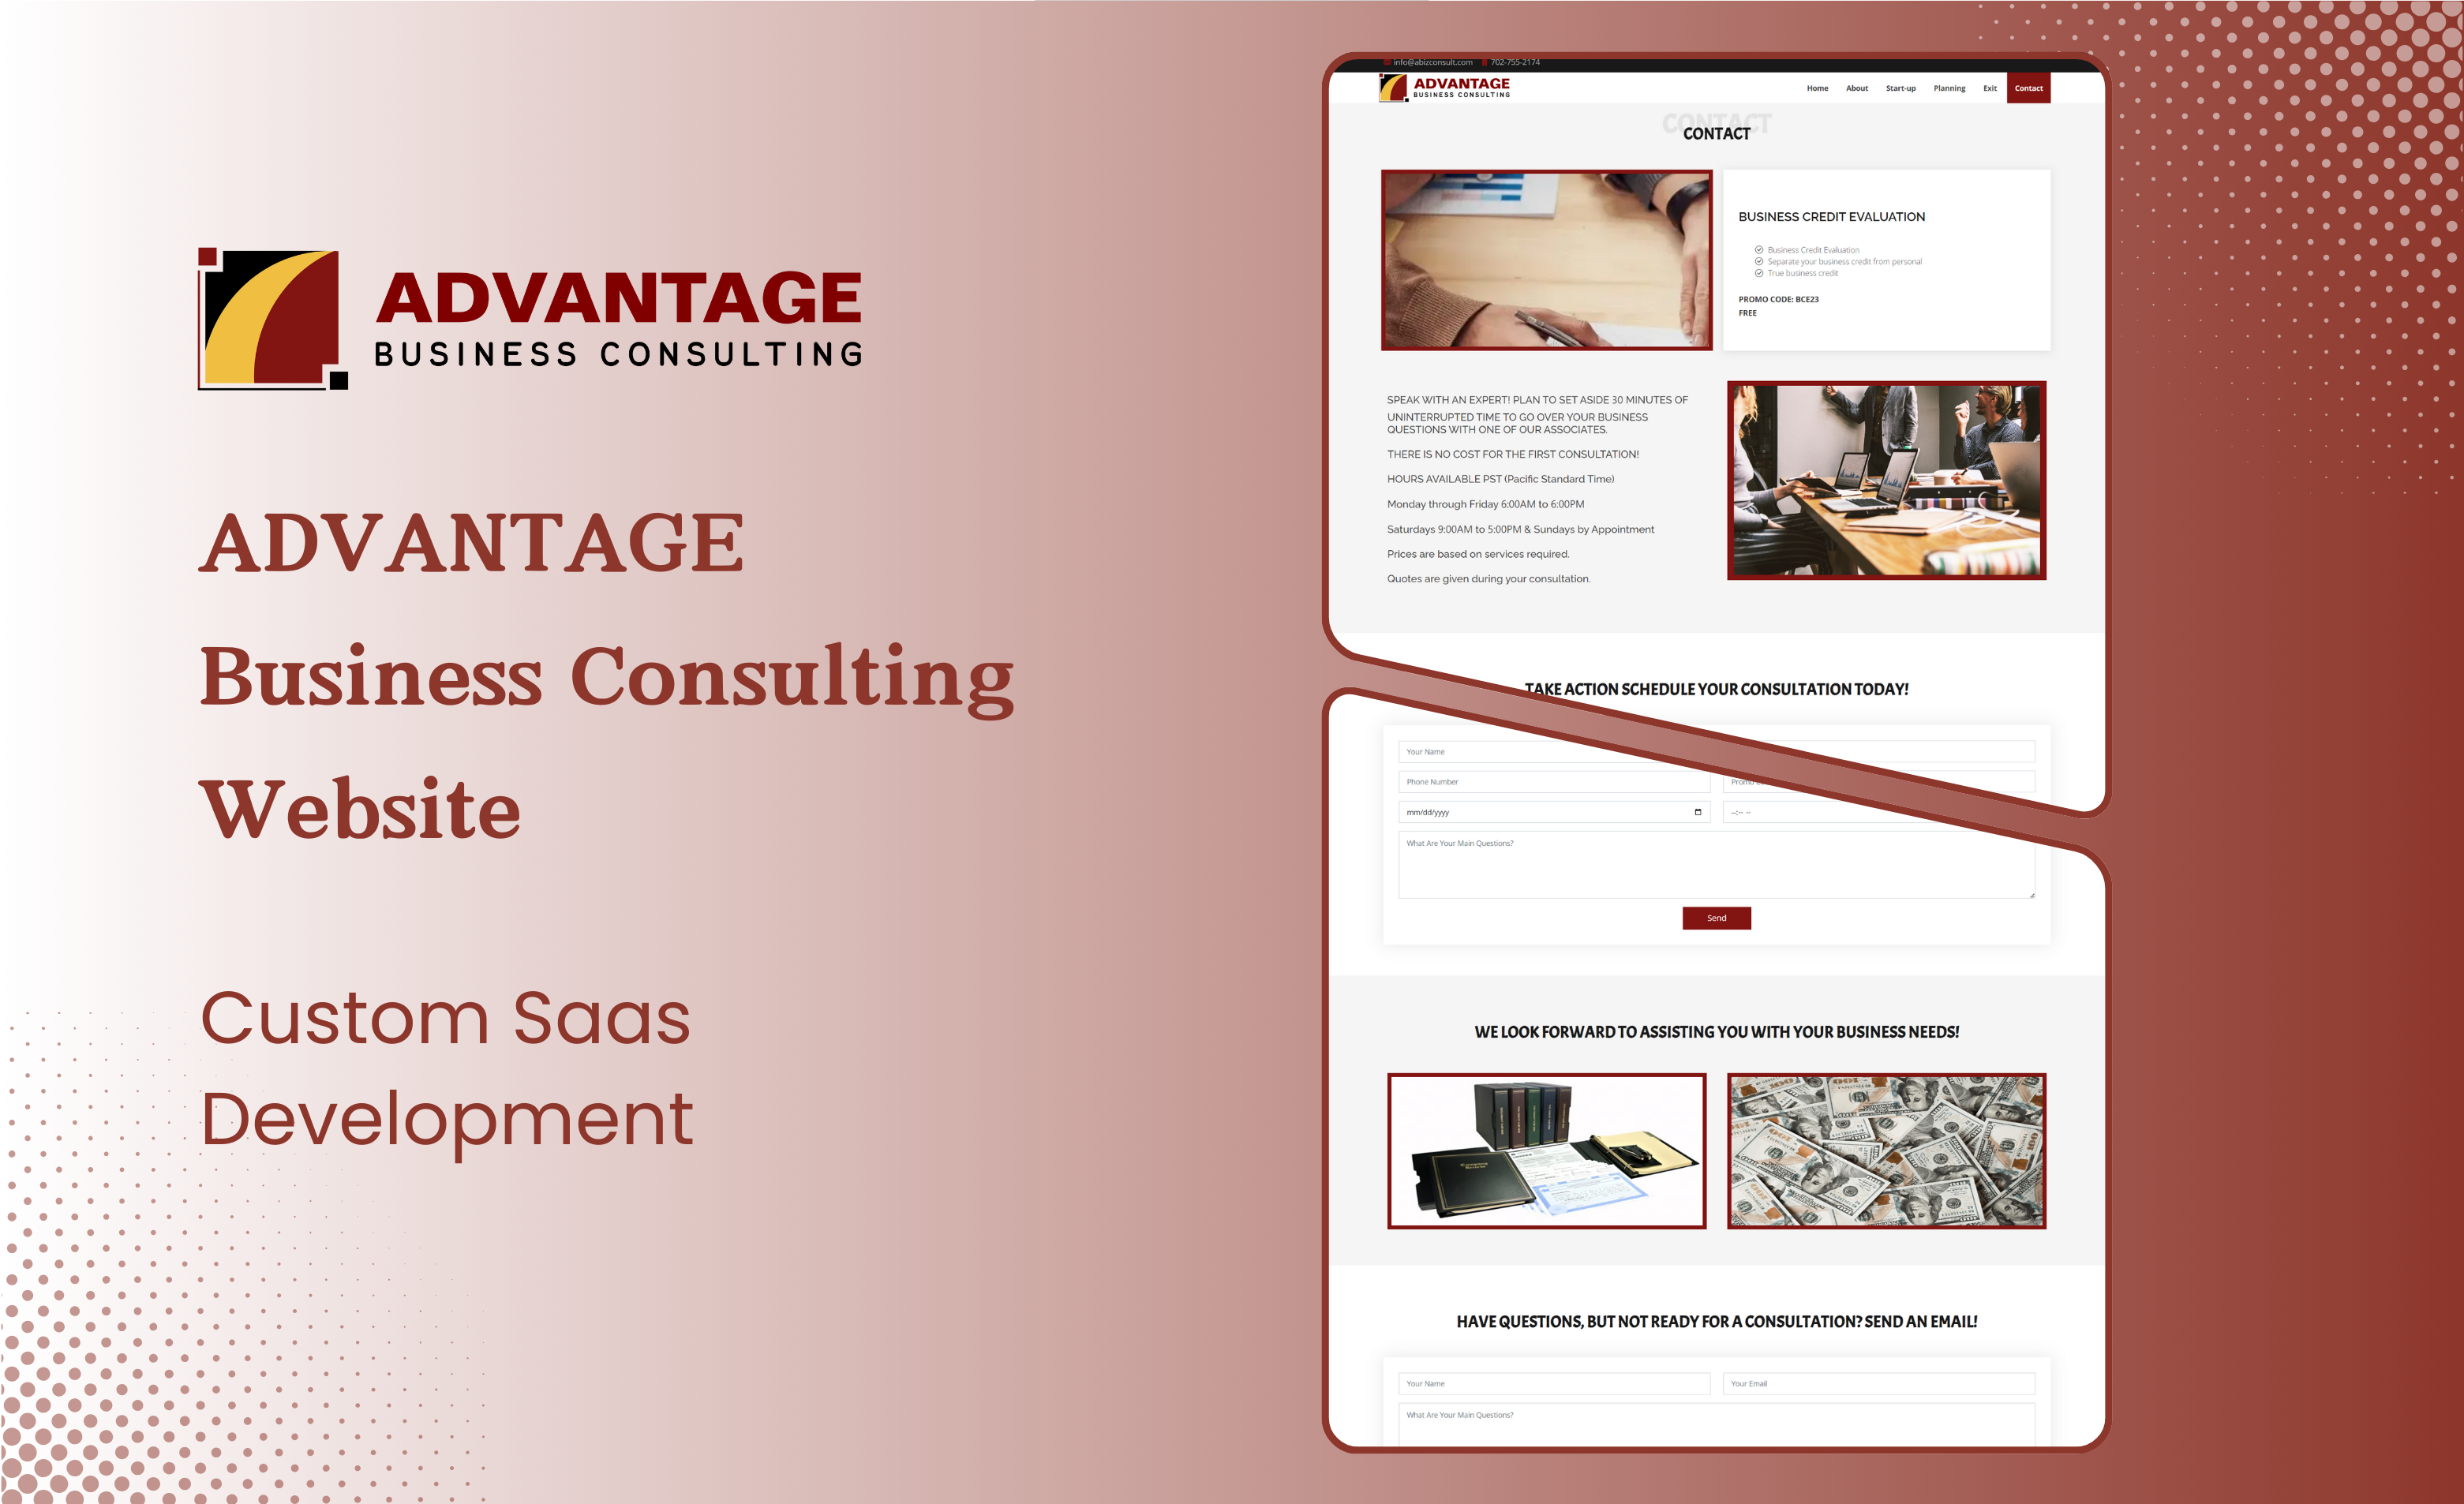 ADVANTAGE
BUSINESS CONSULTING
ADVANTAGE
Business Consulting
Website
Custom Saas
Development
info@abizconsult.com 702-755-2174
ADVANTAGE
BUSINESS CONSULTING
Home About Start-up Planning Exit Contact
CONTACT
CONTACT
BUSINESS CREDIT EVALUATION
Business Credit Evaluation
Separate your business credit from personal
True business credit
PROMO CODE: BCE23
FREE
SPEAK WITH AN EXPERT! PLAN TO SET ASIDE 30 MINUTES OF
UNINTERRUPTED TIME TO GO OVER YOUR BUSINESS
QUESTIONS WITH ONE OF OUR ASSOCIATES.
THERE IS NO COST FOR THE FIRST CONSULTATION!
HOURS AVAILABLE PST (Pacific Standard Time)
Monday through Friday 6:00AM to 6:00PM
Saturdays 9:00AM to 5:00PM & Sundays by Appointment
Prices are based on services required.
Quotes are given during your consultation.
TAKE ACTION SCHEDULE YOUR CONSULTATION TODAY!
Your Name
Phone Number
mm/dd/yyyy --:-- --
What Are Your Main Questions?
Send
WE LOOK FORWARD TO ASSISTING YOU WITH YOUR BUSINESS NEEDS!
HAVE QUESTIONS, BUT NOT READY FOR A CONSULTATION? SEND AN EMAIL!
Your Name Your Email
What Are Your Main Questions?